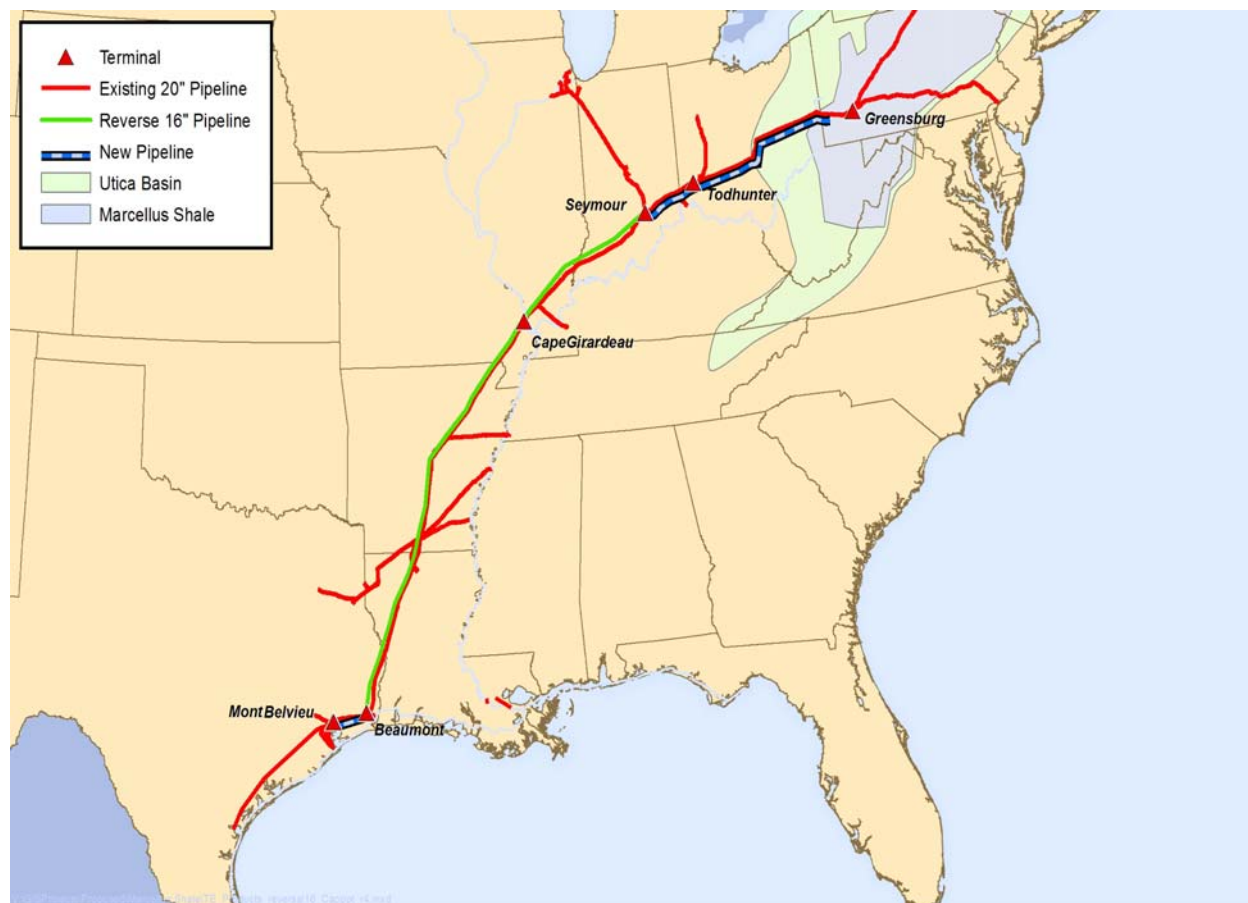 Terminal
Existing 20" Pipeline
Reverse 16" Pipeline
New Pipeline
Utica Basin
Marcellus Shale
Greensburg
Todhunter
Seymour
CapeGirardeau
MontBelvieu
Beaumont